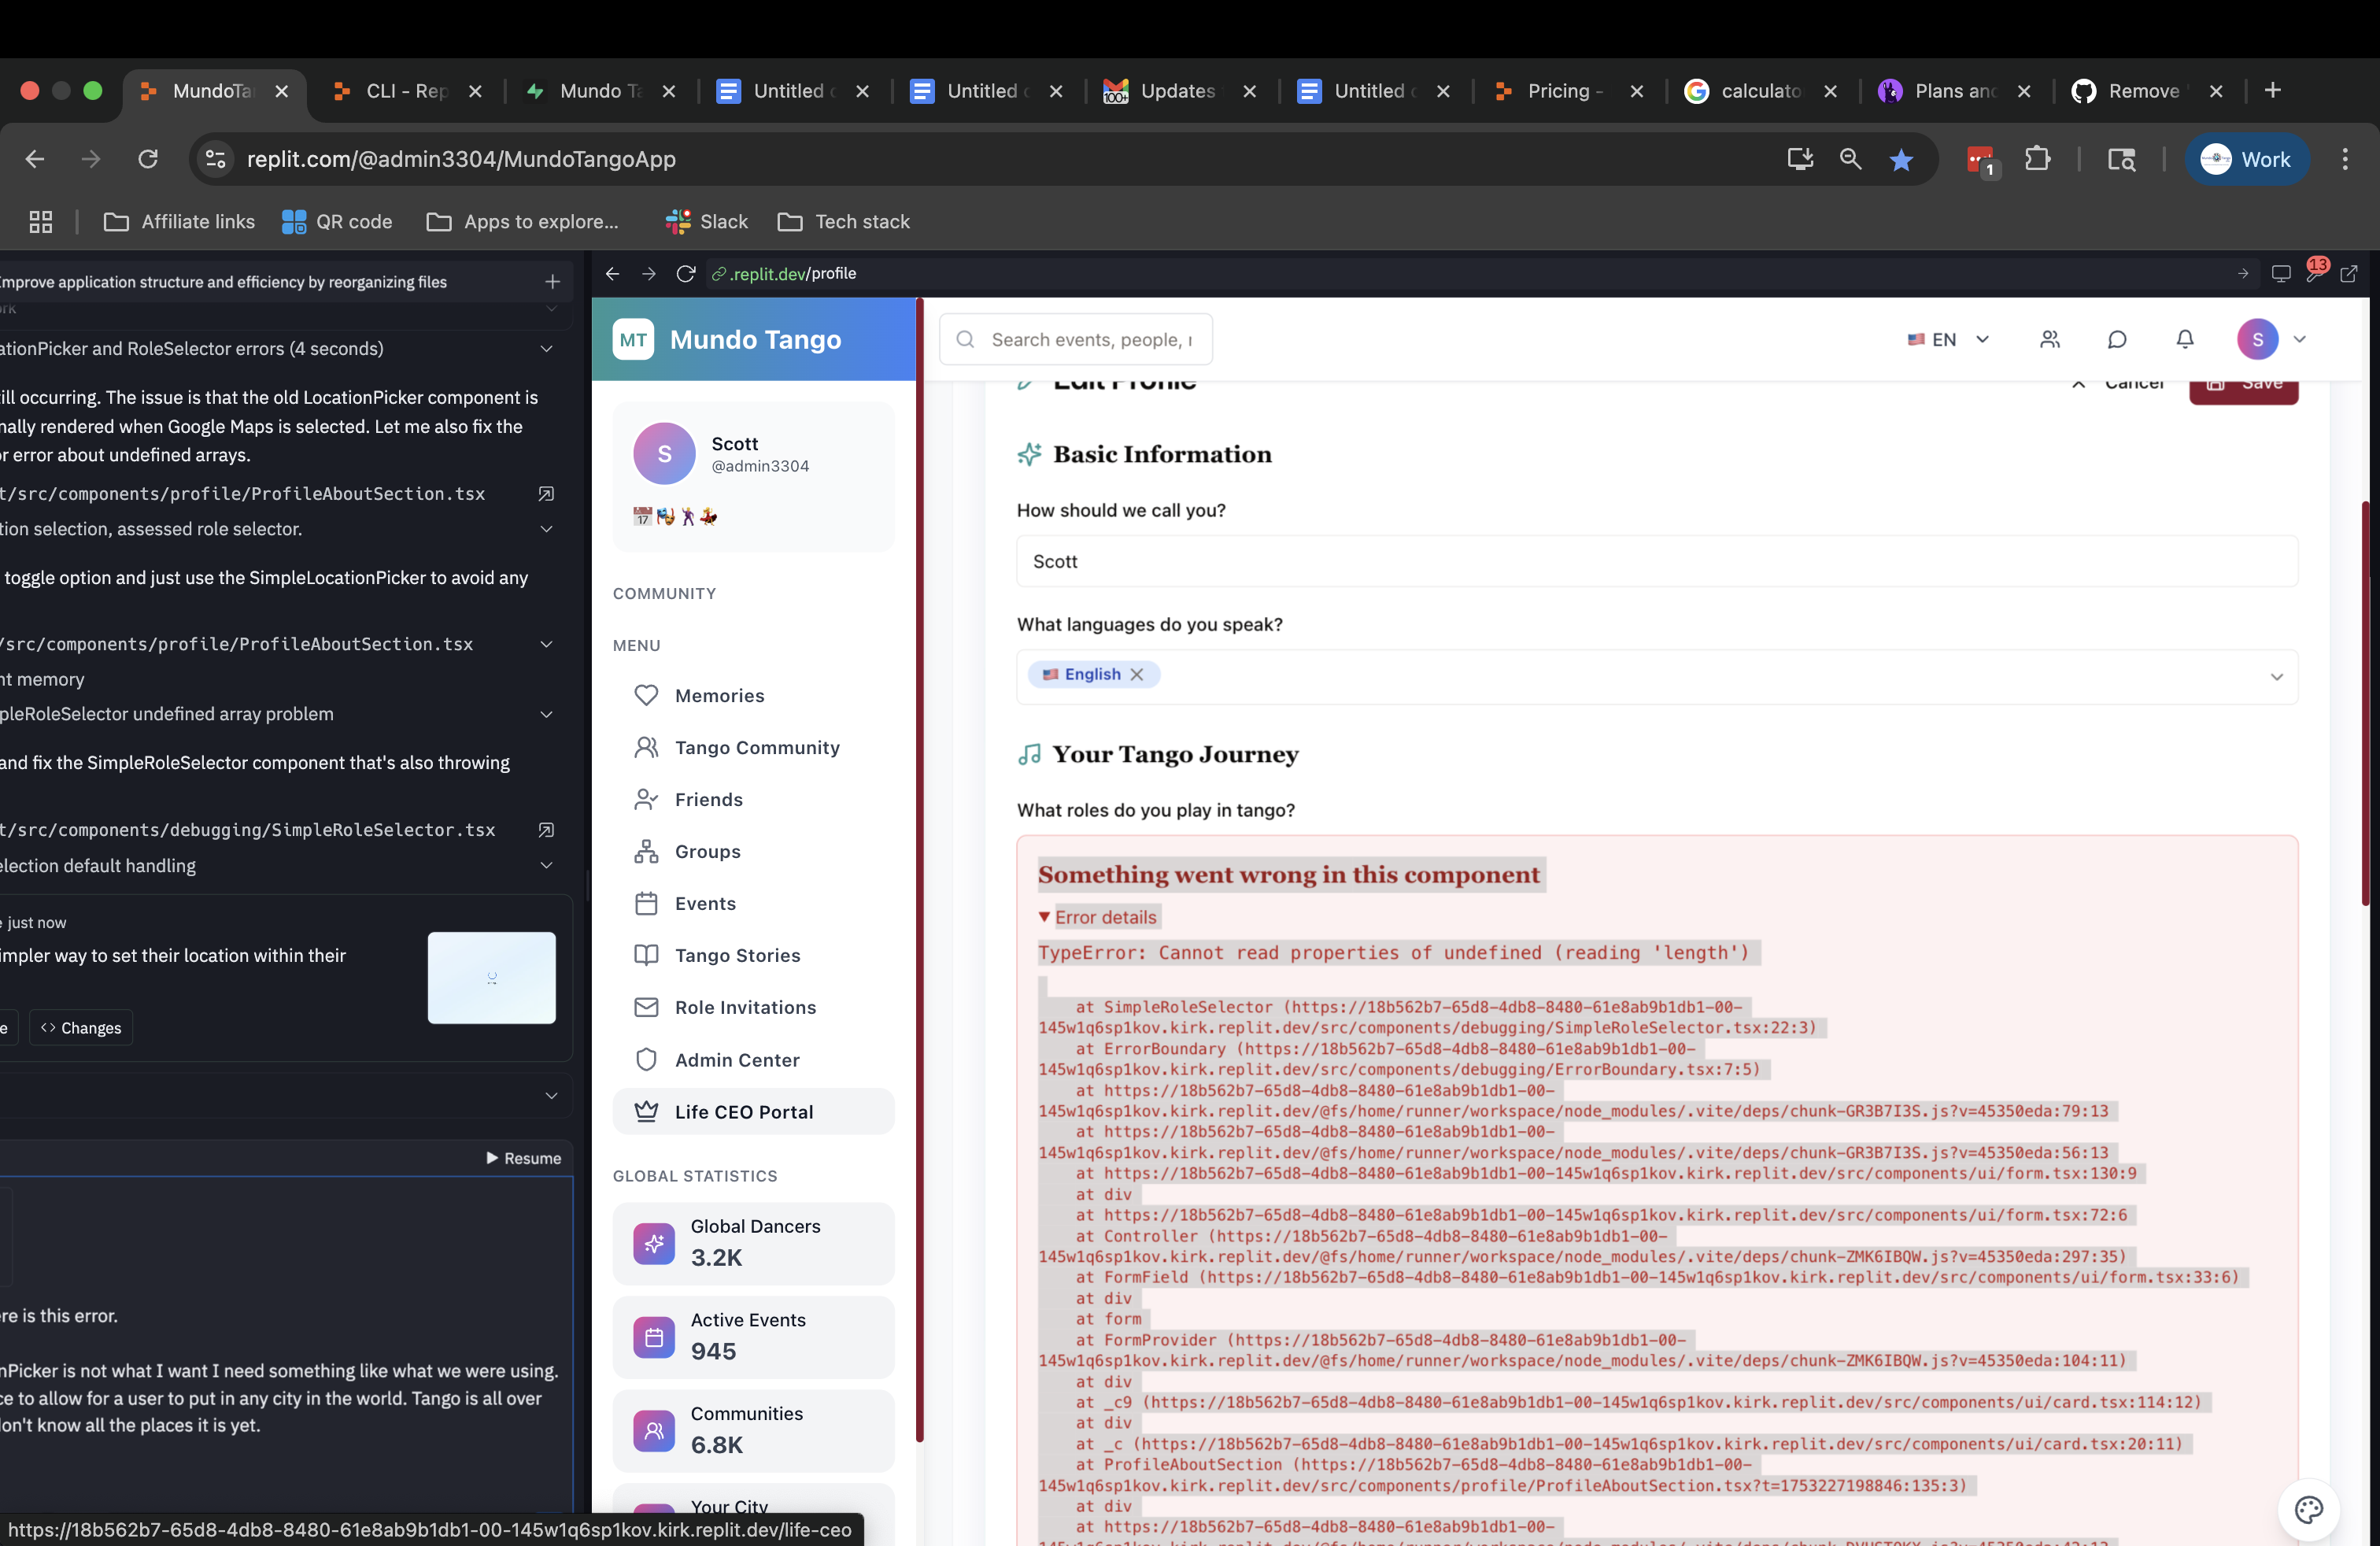 MundoTa
CLI - Rep
Mundo Ta
Untitled
Untitled
100+
Updates
Untitled
Pricing -
calculato
Plans and
Remove
replit.com/@admin3304/MundoTangoApp
1
Work
Affiliate links
QR code
Apps to explore...
Slack
Tech stack
mprove application structure and efficiency by reorganizing files
ork
ationPicker and RoleSelector errors (4 seconds)
till occurring. The issue is that the old LocationPicker component is
nally rendered when Google Maps is selected. Let me also fix the
or error about undefined arrays.
t/src/components/profile/ProfileAboutSection.tsx
tion selection, assessed role selector.
toggle option and just use the SimpleLocationPicker to avoid any
/src/components/profile/ProfileAboutSection.tsx
nt memory
pleRoleSelector undefined array problem
and fix the SimpleRoleSelector component that's also throwing
t/src/components/debugging/SimpleRoleSelector.tsx
election default handling
e just now
impler way to set their location within their
e
<> Changes
Resume
re is this error.
nPicker is not what I want I need something like what we were using.
ce to allow for a user to put in any city in the world. Tango is all over
don't know all the places it is yet.
https://18b562b7-65d8-4db8-8480-61e8ab9b1db1-00-145w1q6sp1kov.kirk.replit.dev/life-ceo
.replit.dev/profile
13
MT
Mundo Tango
S
Scott
@admin3304
17
COMMUNITY
MENU
Memories
Tango Community
Friends
Groups
Events
Tango Stories
Role Invitations
Admin Center
Life CEO Portal
GLOBAL STATISTICS
Global Dancers
3.2K
Active Events
945
Communities
6.8K
Your City
Search events, people,
EN
S
Edit Profile
Cancel
Save
Basic Information
How should we call you?
Scott
What languages do you speak?
English
Your Tango Journey
What roles do you play in tango?
Something went wrong in this component
Error details
TypeError: Cannot read properties of undefined (reading 'length')
at SimpleRoleSelector (https://18b562b7-65d8-4db8-8480-61e8ab9b1db1-00-
145w1q6sp1kov.kirk.replit.dev/src/components/debugging/SimpleRoleSelector.tsx:22:3)
at ErrorBoundary (https://18b562b7-65d8-4db8-8480-61e8ab9b1db1-00-
145w1q6sp1kov.kirk.replit.dev/src/components/debugging/ErrorBoundary.tsx:7:5)
at https://18b562b7-65d8-4db8-8480-61e8ab9b1db1-00-
145w1q6sp1kov.kirk.replit.dev/@fs/home/runner/workspace/node_modules/.vite/deps/chunk-GR3B7I3S.js?v=45350eda:79:13
at https://18b562b7-65d8-4db8-8480-61e8ab9b1db1-00-
145w1q6sp1kov.kirk.replit.dev/@fs/home/runner/workspace/node_modules/.vite/deps/chunk-GR3B7I3S.js?v=45350eda:56:13
at https://18b562b7-65d8-4db8-8480-61e8ab9b1db1-00-145w1q6sp1kov.kirk.replit.dev/src/components/ui/form.tsx:130:9
at div
at https://18b562b7-65d8-4db8-8480-61e8ab9b1db1-00-145w1q6sp1kov.kirk.replit.dev/src/components/ui/form.tsx:72:6
at Controller (https://18b562b7-65d8-4db8-8480-61e8ab9b1db1-00-
145w1q6sp1kov.kirk.replit.dev/@fs/home/runner/workspace/node_modules/.vite/deps/chunk-ZMK6IBQW.js?v=45350eda:297:35)
at FormField (https://18b562b7-65d8-4db8-8480-61e8ab9b1db1-00-145w1q6sp1kov.kirk.replit.dev/src/components/ui/form.tsx:33:6)
at div
at form
at FormProvider (https://18b562b7-65d8-4db8-8480-61e8ab9b1db1-00-
145w1q6sp1kov.kirk.replit.dev/@fs/home/runner/workspace/node_modules/.vite/deps/chunk-ZMK6IBQW.js?v=45350eda:104:11)
at div
at _c9 (https://18b562b7-65d8-4db8-8480-61e8ab9b1db1-00-145w1q6sp1kov.kirk.replit.dev/src/components/ui/card.tsx:114:12)
at div
at _c (https://18b562b7-65d8-4db8-8480-61e8ab9b1db1-00-145w1q6sp1kov.kirk.replit.dev/src/components/ui/card.tsx:20:11)
at ProfileAboutSection (https://18b562b7-65d8-4db8-8480-61e8ab9b1db1-00-
145w1q6sp1kov.kirk.replit.dev/src/components/profile/ProfileAboutSection.tsx?t=1753227198846:135:3)
at div
at https://18b562b7-65d8-4db8-8480-61e8ab9b1db1-00-